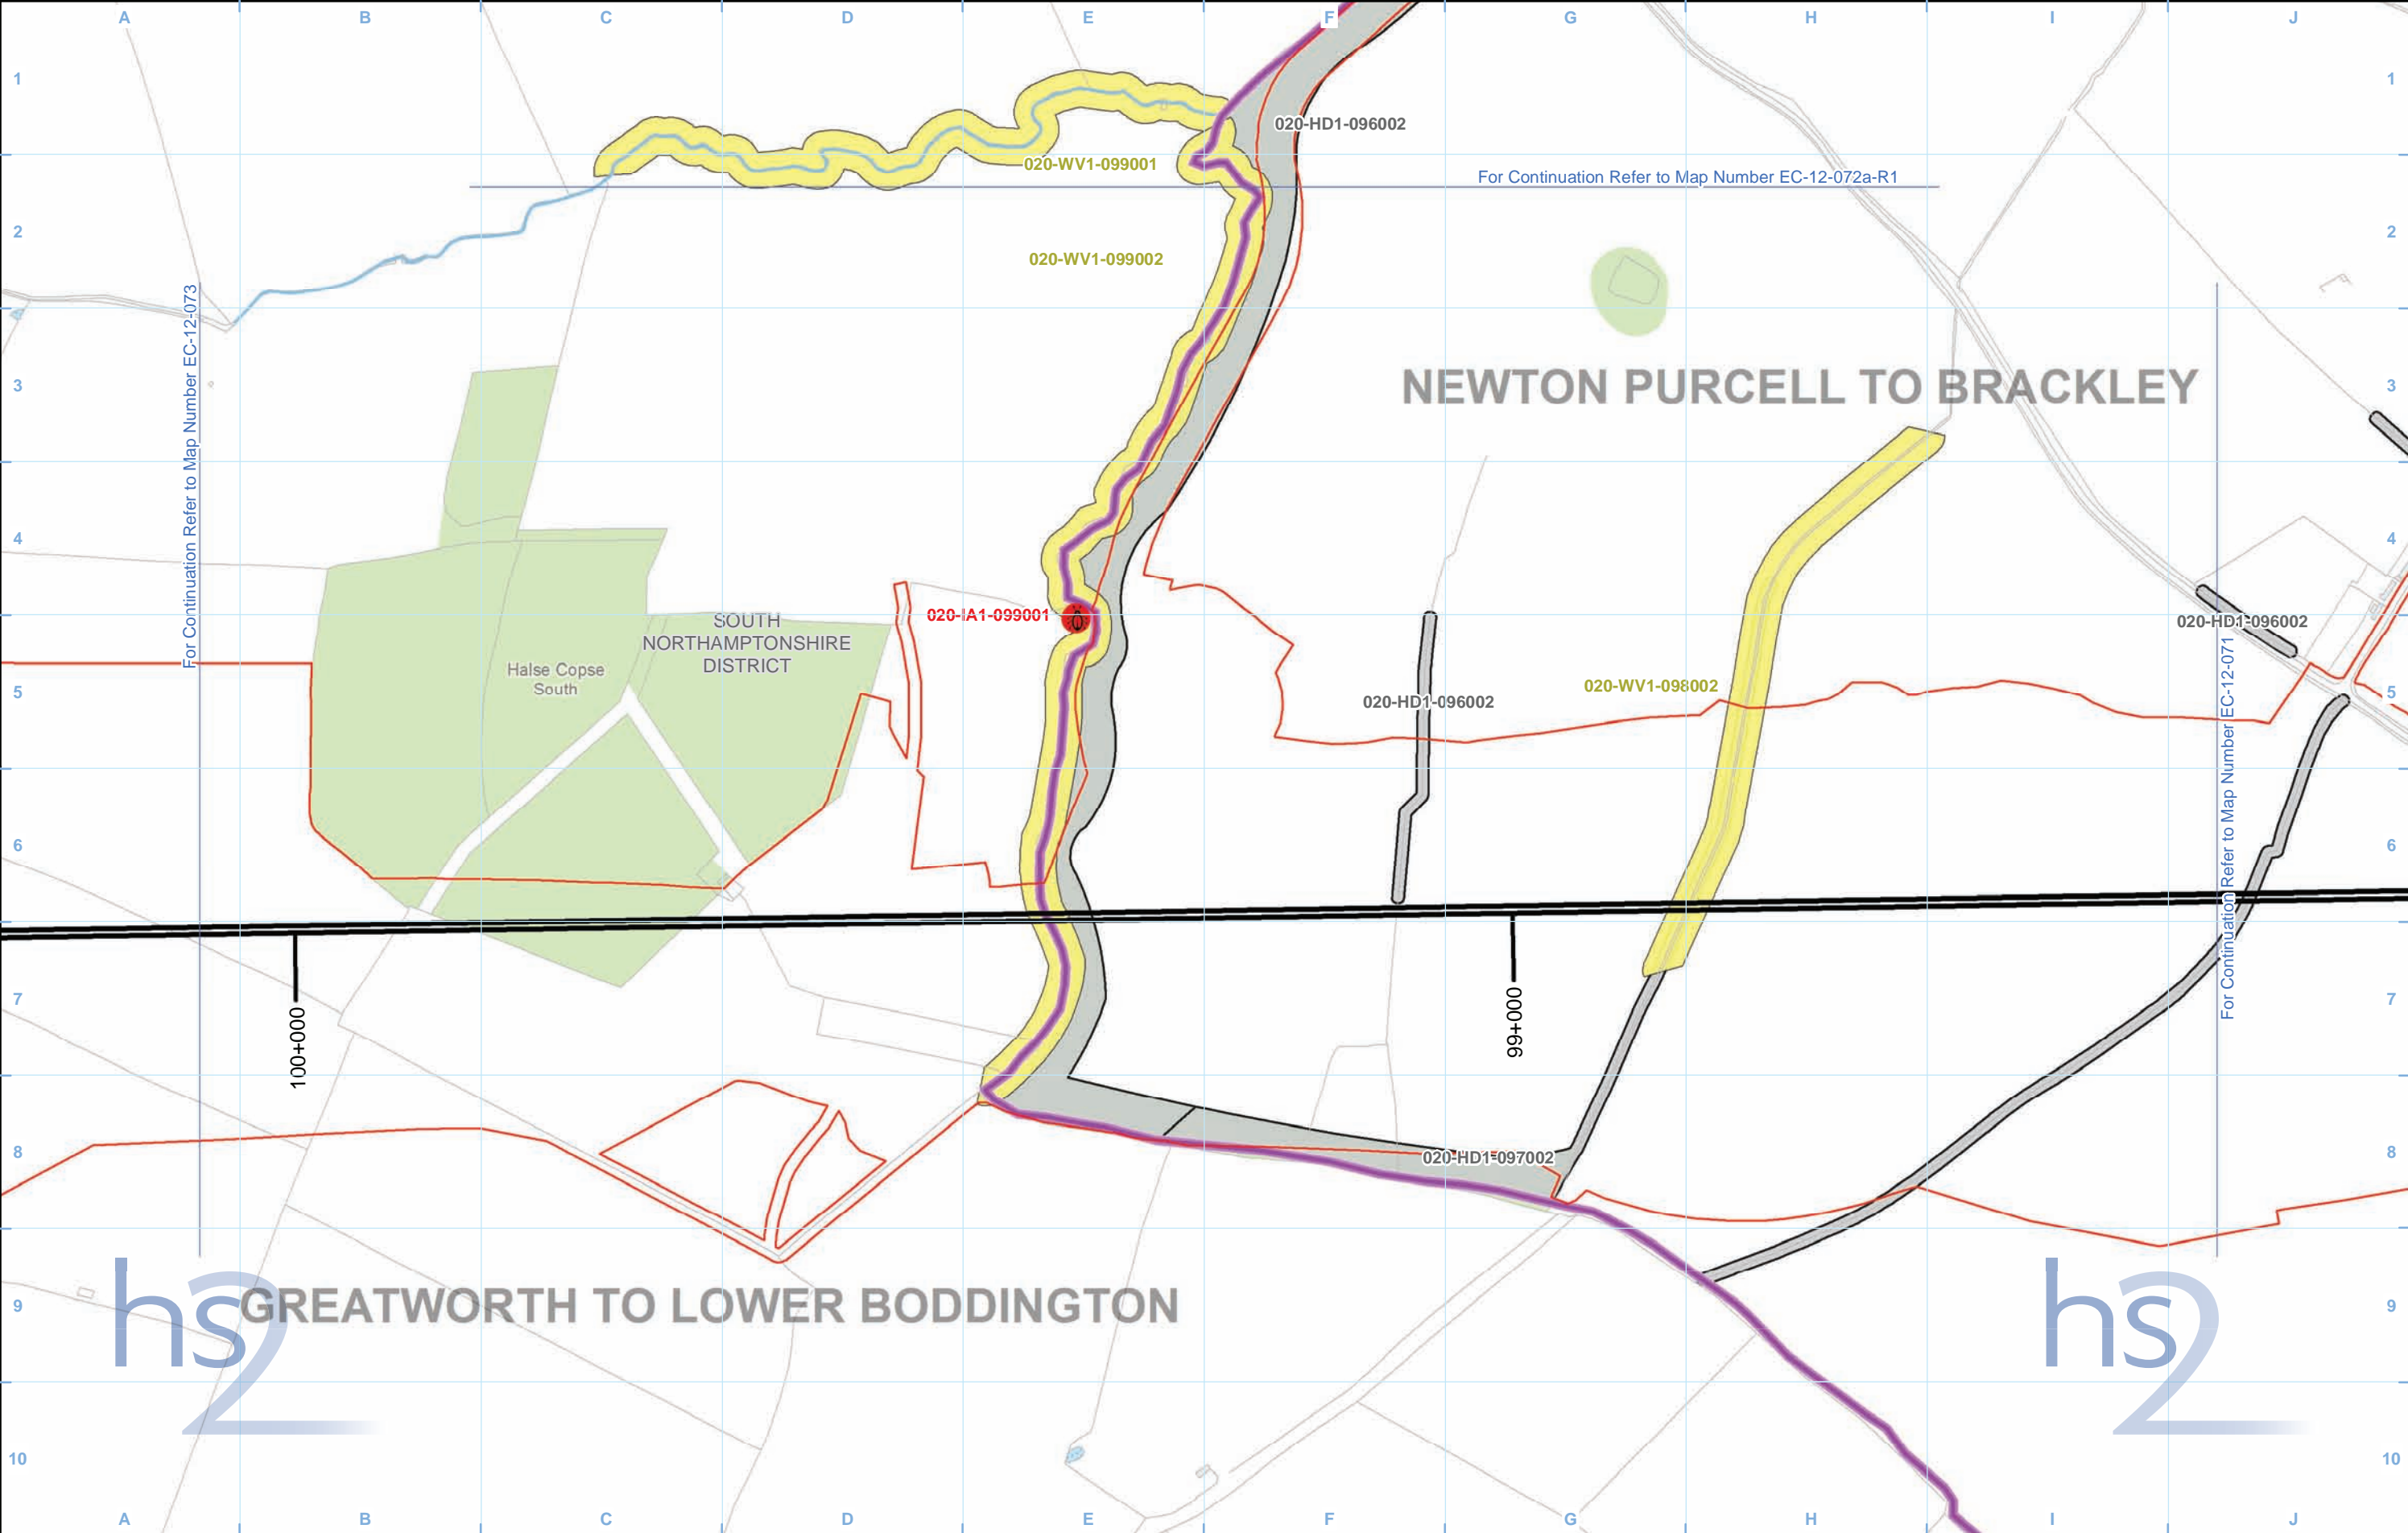 A B C D E F G H I J
1 1
020-HD1-096002
020-WV1-099001
For Continuation Refer to Map Number EC-12-072a-R1
2 2
020-WV1-099002
For Continuation Refer to Map Number EC-12-073
3 NEWTON PURCELL TO BRACKLEY 3
4 4
020-IA1-099001
SOUTH
NORTHAMPTONSHIRE
DISTRICT
020-HD1-096002
Halse Copse
South
5 5
020-WV1-098002
020-HD1-096002
For Continuation Refer to Map Number EC-12-071
6 6
7 7
100+000
99+000
8 8
020-HD1-097002
9 9
hs2
GREATWORTH TO LOWER BODDINGTON
hs2
10 10
A B C D E F G H I J